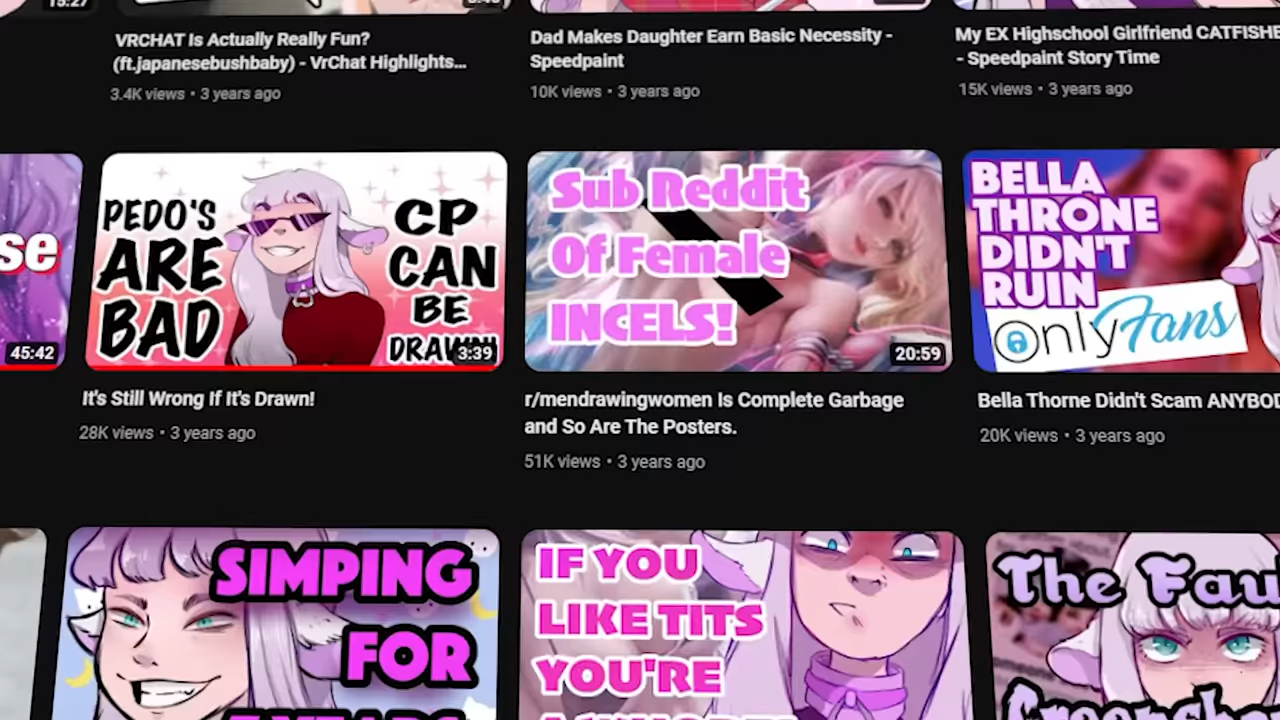 15:27
VRCHAT Is Actually Really Fun?
(ft.japanesebushbaby) - VrChat Highlights...
3.4K views • 3 years ago
Dad Makes Daughter Earn Basic Necessity -
Speedpaint
10K views • 3 years ago
My EX Highschool Girlfriend CATFISHE
- Speedpaint Story Time
15K views • 3 years ago
se
45:42
PEDO'S
ARE
BAD
CP
CAN
BE
DRAWN
3:39
It's Still Wrong If It's Drawn!
28K views • 3 years ago
Sub Reddit
Of Female
INCELS!
20:59
r/mendrawingwomen Is Complete Garbage
and So Are The Posters.
51K views • 3 years ago
BELLA
THRONE
DIDN'T
RUIN
OnlyFans
Bella Thorne Didn't Scam ANYBOD
20K views • 3 years ago
SIMPING
FOR
IF YOU
LIKE TITS
YOU'RE
The Fau